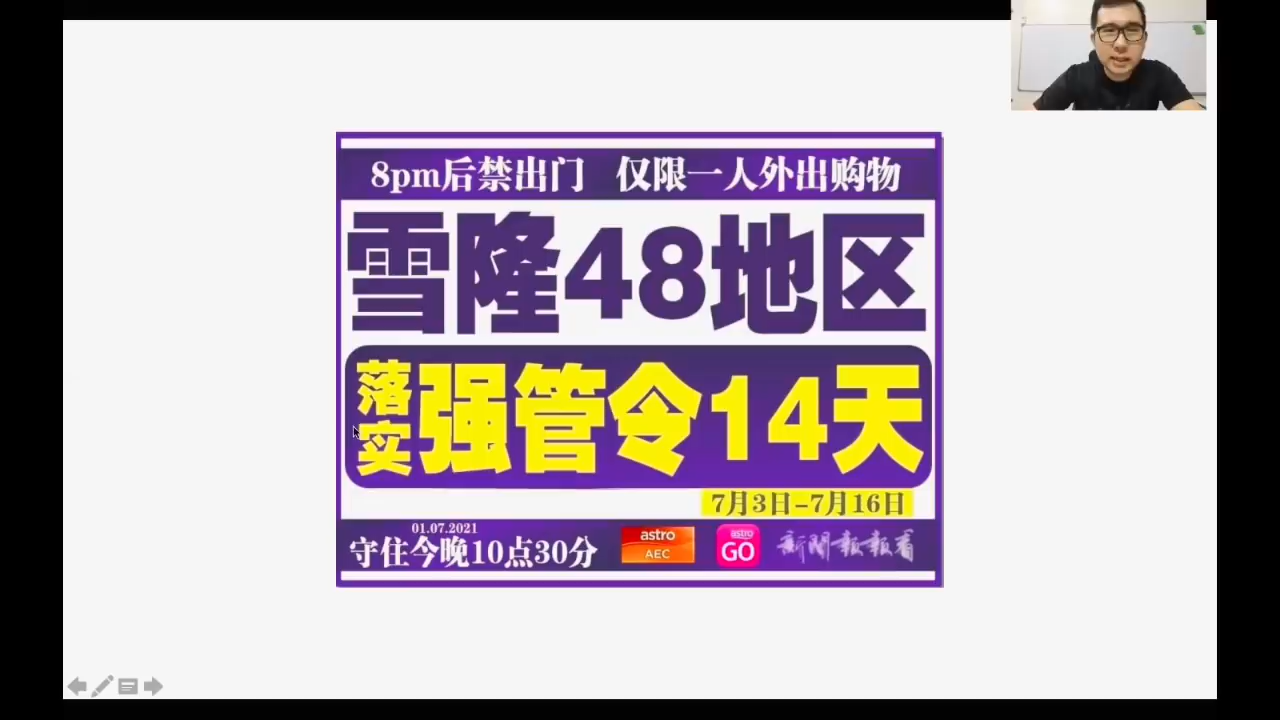 8pm后禁出门 仅限一人外出购物
雪隆48地区
落实强管令14天
7月3日-7月16日
01.07.2021
守住今晚10点30分
astro
AEC
astro
GO
新聞報報看